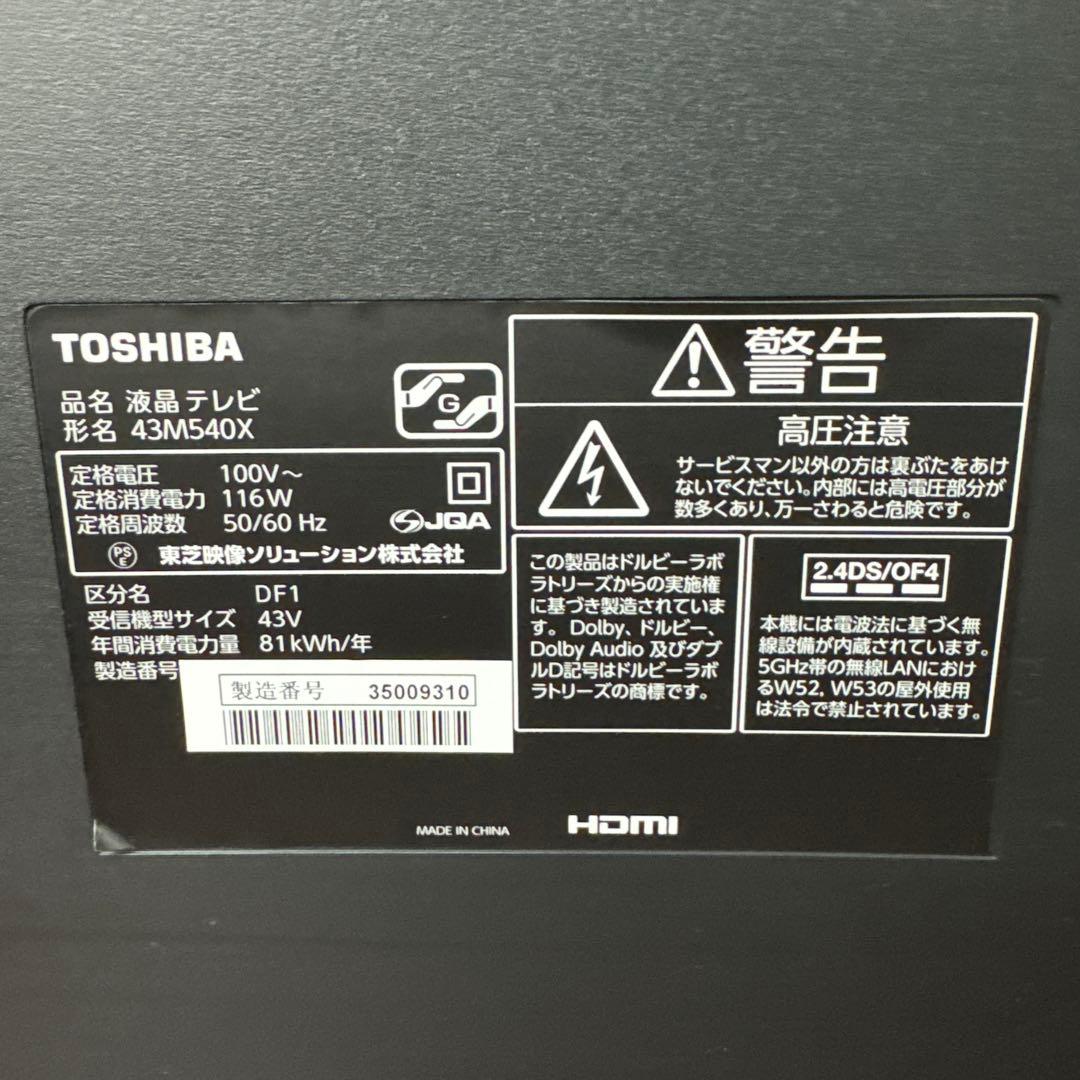 TOSHIBA
品名 液晶テレビ
形名 43M540X
G
定格電圧 100V～
定格消費電力 116W
定格周波数 50/60 Hz
JQA
PS
E
東芝映像ソリューション株式会社
区分名 DF1
受信機型サイズ 43V
年間消費電力量 81kWh/年
製造番号
製造番号 35009310
警告
高圧注意
サービスマン以外の方は裏ぶたをあけ
ないでください。内部には高電圧部分が
数多くあり、万一さわると危険です。
この製品はドルビーラボ
ラトリーズからの実施権
に基づき製造されていま
す。Dolby、ドルビー、
Dolby Audio 及びダブ
ルD記号はドルビーラボ
ラトリーズの商標です。
2.4DS/OF4
本機には電波法に基づく無
線設備が内蔵されています。
5GHz帯の無線LANにおけ
るW52, W53の屋外使用
は法令で禁止されています。
MADE IN CHINA
HDMI